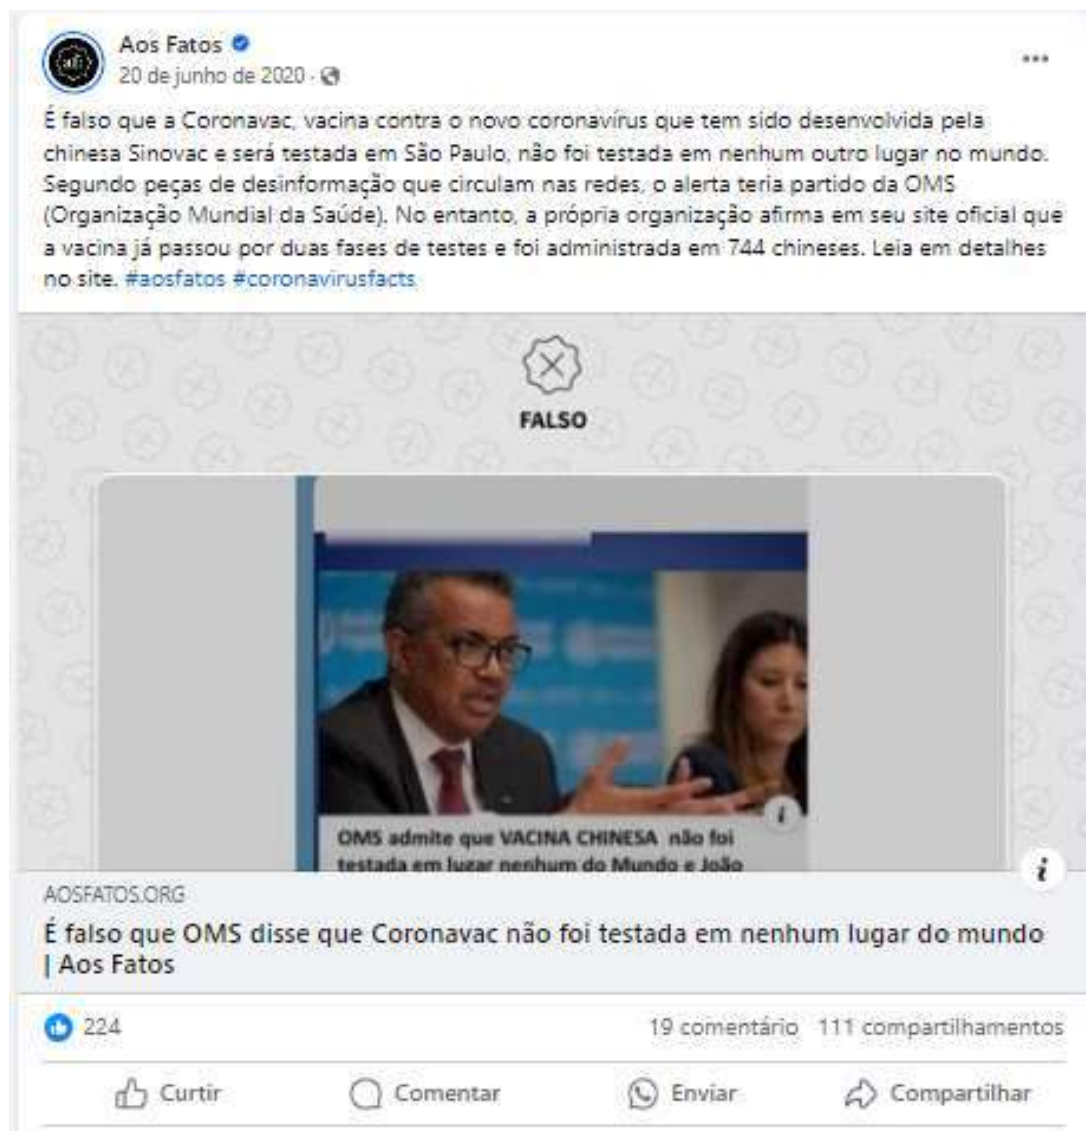 Aos Fatos
20 de junho de 2020 ·
É falso que a Coronavac, vacina contra o novo coronavírus que tem sido desenvolvida pela
chinesa Sinovac e será testada em São Paulo, não foi testada em nenhum outro lugar no mundo.
Segundo peças de desinformação que circulam nas redes, o alerta teria partido da OMS
(Organização Mundial da Saúde). No entanto, a própria organização afirma em seu site oficial que
a vacina já passou por duas fases de testes e foi administrada em 744 chineses. Leia em detalhes
no site. #aosfatos #coronavirusfacts
FALSO
OMS admite que VACINA CHINESA não foi
testada em lugar nenhum do Mundo e João
AOSFATOS.ORG
É falso que OMS disse que Coronavac não foi testada em nenhum lugar do mundo
| Aos Fatos
224
19 comentário 111 compartilhamentos
Curtir Comentar Enviar Compartilhar